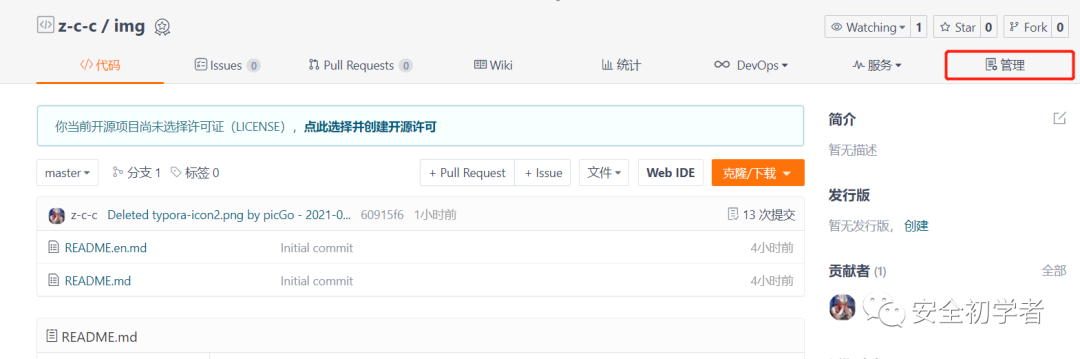 z-c-c / img
Watching 1 Star 0 Fork 0
代码 Issues 0 Pull Requests 0 Wiki 统计 DevOps 服务 管理
你当前开源项目尚未选择许可证（LICENSE），点此选择并创建开源许可
master 分支 1 标签 0 + Pull Request + Issue 文件 Web IDE 克隆/下载
z-c-c Deleted typora-icon2.png by picGo - 2021-0... 60915f6 1小时前 13 次提交
README.en.md Initial commit 4小时前
README.md Initial commit 4小时前
README.md
简介
暂无描述
发行版
暂无发行版，创建
贡献者 (1) 全部
安全初学者